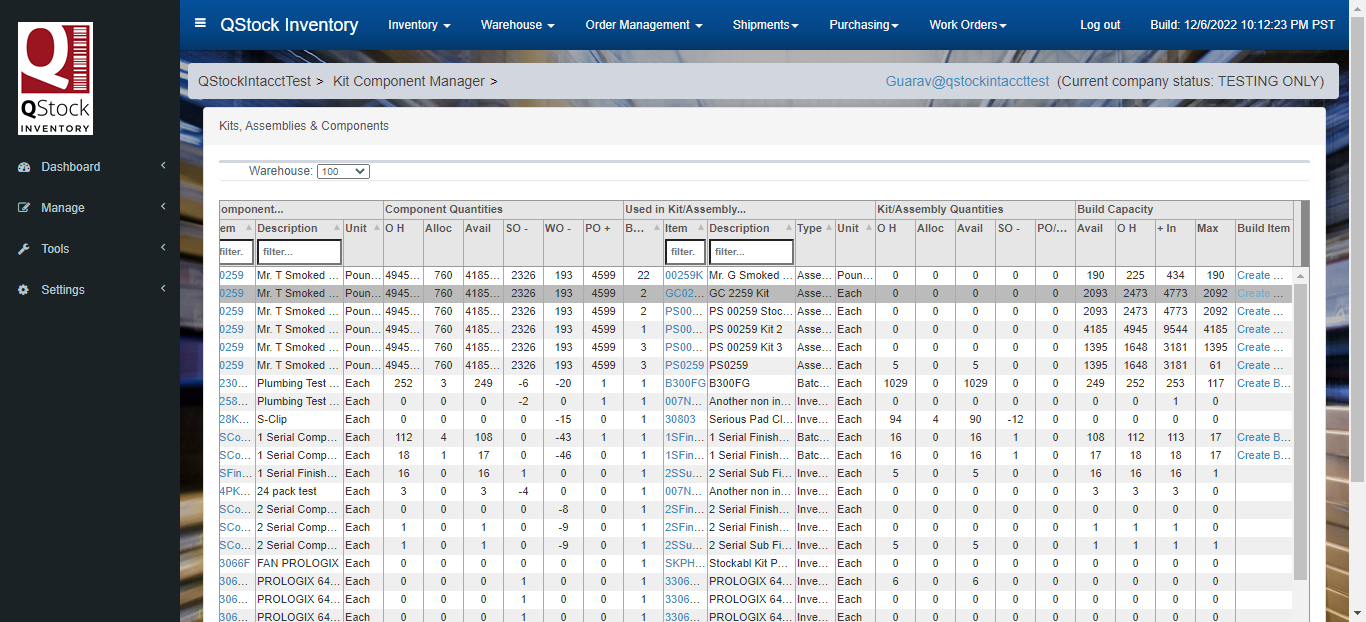 QStock Inventory Inventory Warehouse Order Management Shipments Purchasing Work Orders Log out Build: 12/6/2022 10:12:23 PM PST
Q
QStock
INVENTORY
QStockIntacctTest > Kit Component Manager > Guarav@qstockintaccttest (Current company status: TESTING ONLY)
Kits, Assemblies & Components
Dashboard
Manage
Tools
Settings
Warehouse: 100
omponent... Component Quantities Used in Kit/Assembly... Kit/Assembly Quantities Build Capacity
em Description Unit O H Alloc Avail SO - WO - PO + B... Item Description Type Unit O H Alloc Avail SO - PO/... Avail O H + In Max Build Item
filter. filter... filter. filter...
0259 Mr. T Smoked ... Poun... 4945... 760 4185... 2326 193 4599 22 00259K Mr. G Smoked ... Asse... Poun... 0 0 0 0 0 190 225 434 190 Create ...
0259 Mr. T Smoked ... Poun... 4945... 760 4185... 2326 193 4599 2 GC02... GC 2259 Kit Asse... Each 0 0 0 0 0 2093 2473 4773 2092 Create ...
0259 Mr. T Smoked ... Poun... 4945... 760 4185... 2326 193 4599 2 PS00... PS 00259 Stoc... Asse... Each 0 0 0 0 0 2093 2473 4773 2092 Create ...
0259 Mr. T Smoked ... Poun... 4945... 760 4185... 2326 193 4599 1 PS00... PS 00259 Kit 2 Asse... Each 0 0 0 0 0 4185 4945 9544 4185 Create ...
0259 Mr. T Smoked ... Poun... 4945... 760 4185... 2326 193 4599 3 PS00... PS 00259 Kit 3 Asse... Each 0 0 0 0 0 1395 1648 3181 1395 Create ...
0259 Mr. T Smoked ... Poun... 4945... 760 4185... 2326 193 4599 3 PS0259 PS0259 Asse... Each 5 0 5 0 0 1395 1648 3181 61 Create ...
230... Plumbing Test ... Each 252 3 249 -6 -20 1 1 B300FG B300FG Batc... Each 1029 0 1029 0 0 249 252 253 117 Create B...
258... Plumbing Test ... Each 0 0 0 -2 0 1 1 007N... Another non in... Inve... Each 0 0 0 0 0 0 0 1 0
28K... S-Clip Each 0 0 0 0 -15 0 1 30803 Serious Pad Cl... Inve... Each 94 4 90 -12 0 0 0 0 0
SCo... 1 Serial Comp... Each 112 4 108 0 -43 1 1 1SFin... 1 Serial Finish... Batc... Each 16 0 16 1 0 108 112 113 17 Create B...
SCo... 1 Serial Comp... Each 18 1 17 0 -46 0 1 1SFin... 1 Serial Finish... Batc... Each 16 0 16 1 0 17 18 18 17 Create B...
SFin... 1 Serial Finish... Each 16 0 16 1 0 0 1 2SSu... 2 Serial Sub Fi... Inve... Each 5 0 5 0 0 16 16 16 1
4PK... 24 pack test Each 3 0 3 -4 0 0 1 007N... Another non in... Inve... Each 0 0 0 0 0 3 3 3 0
SCo... 2 Serial Comp... Each 0 0 0 0 -8 0 1 2SFin... 2 Serial Finish... Inve... Each 0 0 0 0 0 0 0 0 0
SCo... 2 Serial Comp... Each 1 0 1 0 -9 0 1 2SFin... 2 Serial Finish... Inve... Each 0 0 0 0 0 1 1 1 0
SCo... 2 Serial Comp... Each 1 0 1 0 -9 0 1 2SSu... 2 Serial Sub Fi... Inve... Each 5 0 5 0 0 1 1 1 1
3066F FAN PROLOGIX Each 0 0 0 0 0 0 1 SKPH... Stockabl Kit P... Inve... Each 0 0 0 0 0 0 0 0 0
306... PROLOGIX 64... Each 0 0 0 1 0 0 1 3306... PROLOGIX 64... Inve... Each 6 0 6 0 0 0 0 0 0
306... PROLOGIX 64... Each 0 0 0 1 0 0 1 3306... PROLOGIX 64... Inve... Each 0 0 0 0 0 0 0 0 0
306... PROLOGIX 64... Each 0 0 0 1 0 0 1 3306... PROLOGIX 64... Inve... Each 0 0 0 0 0 0 0 0 0